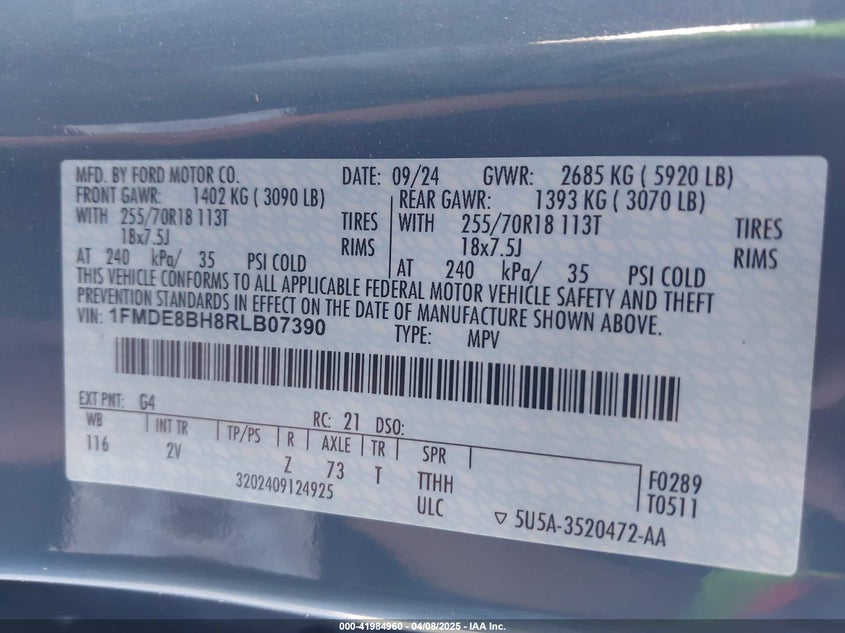 MFD. BY FORD MOTOR CO. DATE: 09/24 GVWR: 2685 KG ( 5920 LB)
FRONT GAWR: 1402 KG ( 3090 LB) REAR GAWR: 1393 KG ( 3070 LB)
WITH 255/70R18 113T TIRES WITH 255/70R18 113T TIRES
18x7.5J RIMS 18x7.5J RIMS
AT 240 kPa/ 35 PSI COLD AT 240 kPa/ 35 PSI COLD
THIS VEHICLE CONFORMS TO ALL APPLICABLE FEDERAL MOTOR VEHICLE SAFETY AND THEFT
PREVENTION STANDARDS IN EFFECT ON THE DATE OF MANUFACTURE SHOWN ABOVE.
VIN: 1FMDE8BH8RLB07390 TYPE: MPV
EXT PNT: G4 RC: 21 DSO:
WB INT TR TP/PS R AXLE TR SPR
116 2V Z 73 T TTHH F0289
3202409124925 ULC T0511
5U5A-3520472-AA
000-41984960 - 04/08/2025 - IAA Inc.